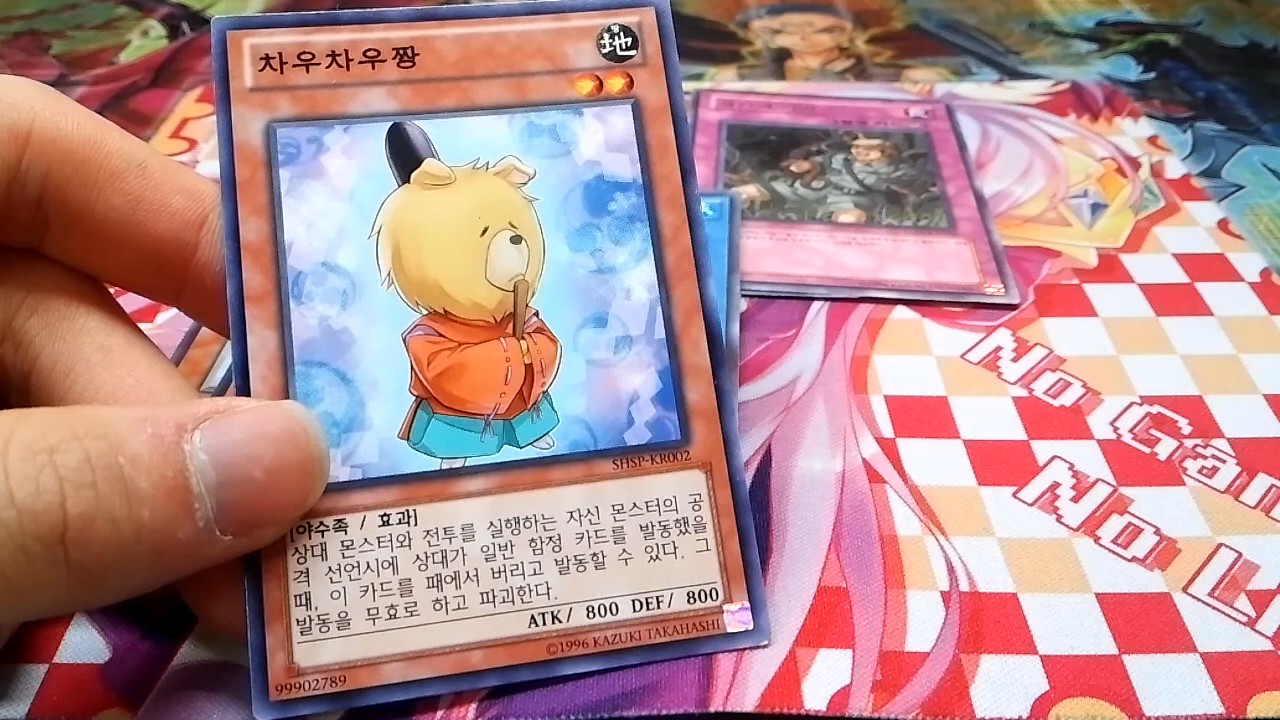 차우차우짱
地
SHSP-KR002
[야수족 / 효과]
상대 몬스터와 전투를 실행하는 자신 몬스터의 공
격 선언시에 상대가 일반 함정 카드를 발동했을
때, 이 카드를 패에서 버리고 발동할 수 있다. 그
발동을 무효로 하고 파괴한다.
ATK/ 800 DEF/ 800
99902789
©1996 KAZUKI TAKAHASHI
No Gam
No